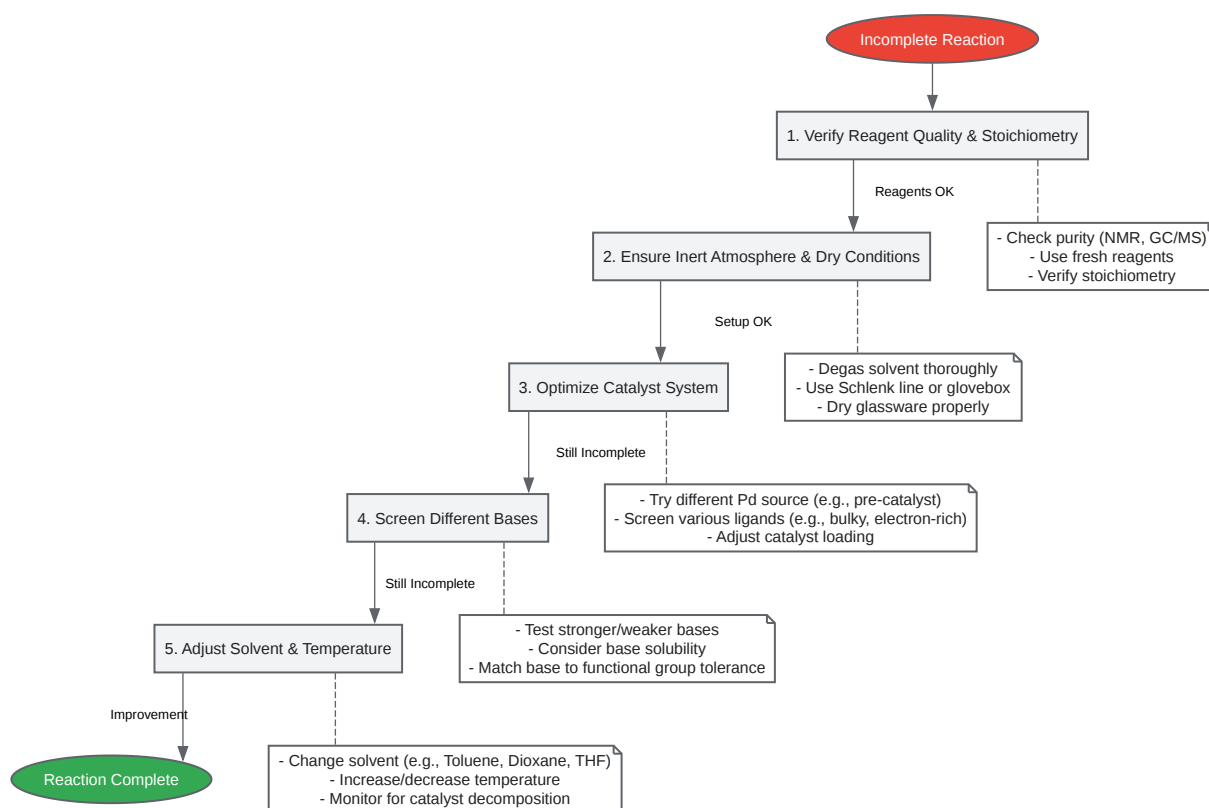 Incomplete Reaction
1. Verify Reagent Quality & Stoichiometry
Reagents OK
- Check purity (NMR, GC/MS)
- Use fresh reagents
- Verify stoichiometry
2. Ensure Inert Atmosphere & Dry Conditions
Setup OK
- Degas solvent thoroughly
- Use Schlenk line or glovebox
- Dry glassware properly
3. Optimize Catalyst System
Still Incomplete
- Try different Pd source (e.g., pre-catalyst)
- Screen various ligands (e.g., bulky, electron-rich)
- Adjust catalyst loading
4. Screen Different Bases
Still Incomplete
- Test stronger/weaker bases
- Consider base solubility
- Match base to functional group tolerance
5. Adjust Solvent & Temperature
Improvement
- Change solvent (e.g., Toluene, Dioxane, THF)
- Increase/decrease temperature
- Monitor for catalyst decomposition
Reaction Complete